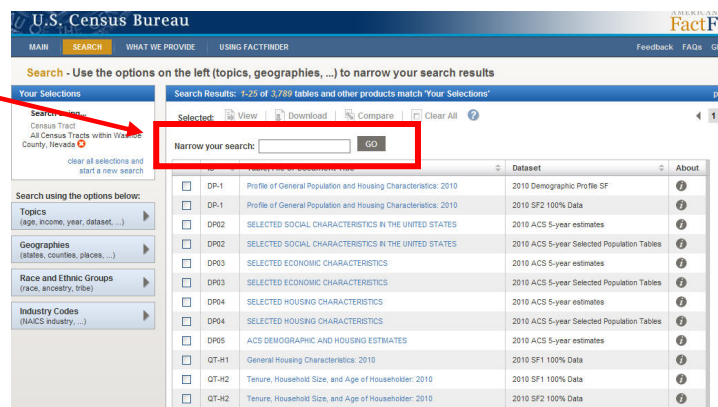 U.S. Census Bureau
AMERICAN
FactF
MAIN SEARCH WHAT WE PROVIDE USING FACTFINDER Feedback FAQs Gl
Search - Use the options on the left (topics, geographies, ...) to narrow your search results
Your Selections
Search using...
Census Tract
All Census Tracts within Washoe
County, Nevada
clear all selections and
start a new search
Search using the options below:
Topics
(age, income, year, dataset, ...)
Geographies
(states, counties, places, ...)
Race and Ethnic Groups
(race, ancestry, tribe)
Industry Codes
(NAICS industry, ...)
Search Results: 1-25 of 3,789 tables and other products match 'Your Selections' p
Selected: View Download Compare Clear All 1
Narrow your search: GO
ID Table, File or Document Title Dataset About
DP-1 Profile of General Population and Housing Characteristics: 2010 2010 Demographic Profile SF
DP-1 Profile of General Population and Housing Characteristics: 2010 2010 SF2 100% Data
DP02 SELECTED SOCIAL CHARACTERISTICS IN THE UNITED STATES 2010 ACS 5-year estimates
DP02 SELECTED SOCIAL CHARACTERISTICS IN THE UNITED STATES 2010 ACS 5-year Selected Population Tables
DP03 SELECTED ECONOMIC CHARACTERISTICS 2010 ACS 5-year estimates
DP03 SELECTED ECONOMIC CHARACTERISTICS 2010 ACS 5-year Selected Population Tables
DP04 SELECTED HOUSING CHARACTERISTICS 2010 ACS 5-year estimates
DP04 SELECTED HOUSING CHARACTERISTICS 2010 ACS 5-year Selected Population Tables
DP05 ACS DEMOGRAPHIC AND HOUSING ESTIMATES 2010 ACS 5-year estimates
QT-H1 General Housing Characteristics: 2010 2010 SF1 100% Data
QT-H2 Tenure, Household Size, and Age of Householder: 2010 2010 SF1 100% Data
QT-H2 Tenure, Household Size, and Age of Householder: 2010 2010 SF2 100% Data